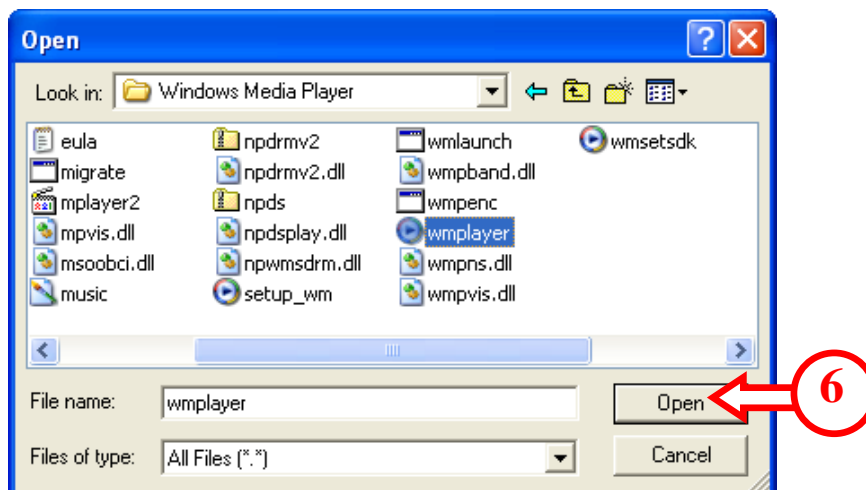 Open
Look in: Windows Media Player
eula npdrmv2 wmlaunch wmsetsdk
migrate npdrmv2.dll wmpband.dll
mplayer2 npds wmpenc
mpvis.dll npdsplay.dll wmplayer
msoobci.dll npwmsdrm.dll wmpns.dll
music setup_wm wmpvis.dll
File name: wmplayer Open 6
Files of type: All Files (*.*) Cancel